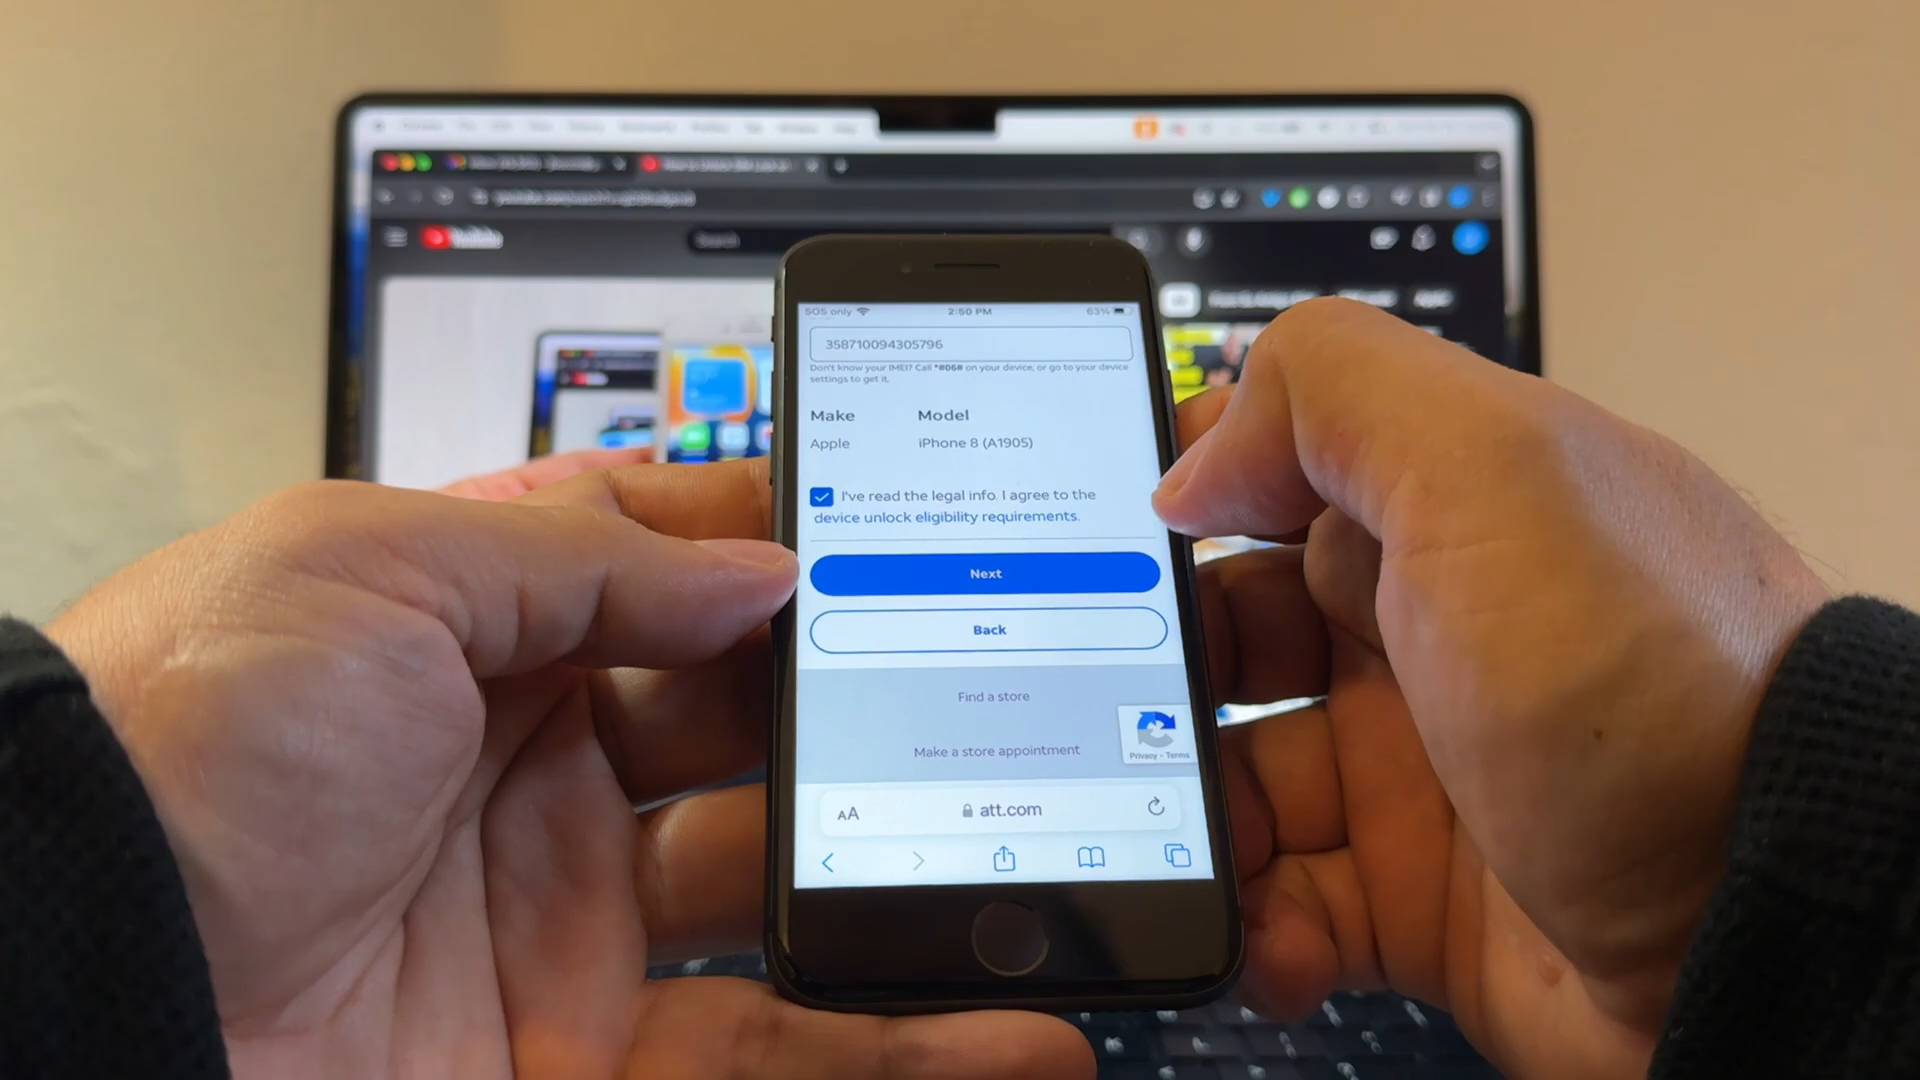 YouTube
Search
SOS only
2:50 PM
63%
358710094305796
Don't know your IMEI? Call *#06# on your device, or go to your device
settings to get it.
Make
Model
Apple
iPhone 8 (A1905)
I've read the legal info. I agree to the
device unlock eligibility requirements.
Next
Back
Find a store
Make a store appointment
Privacy - Terms
AA
att.com